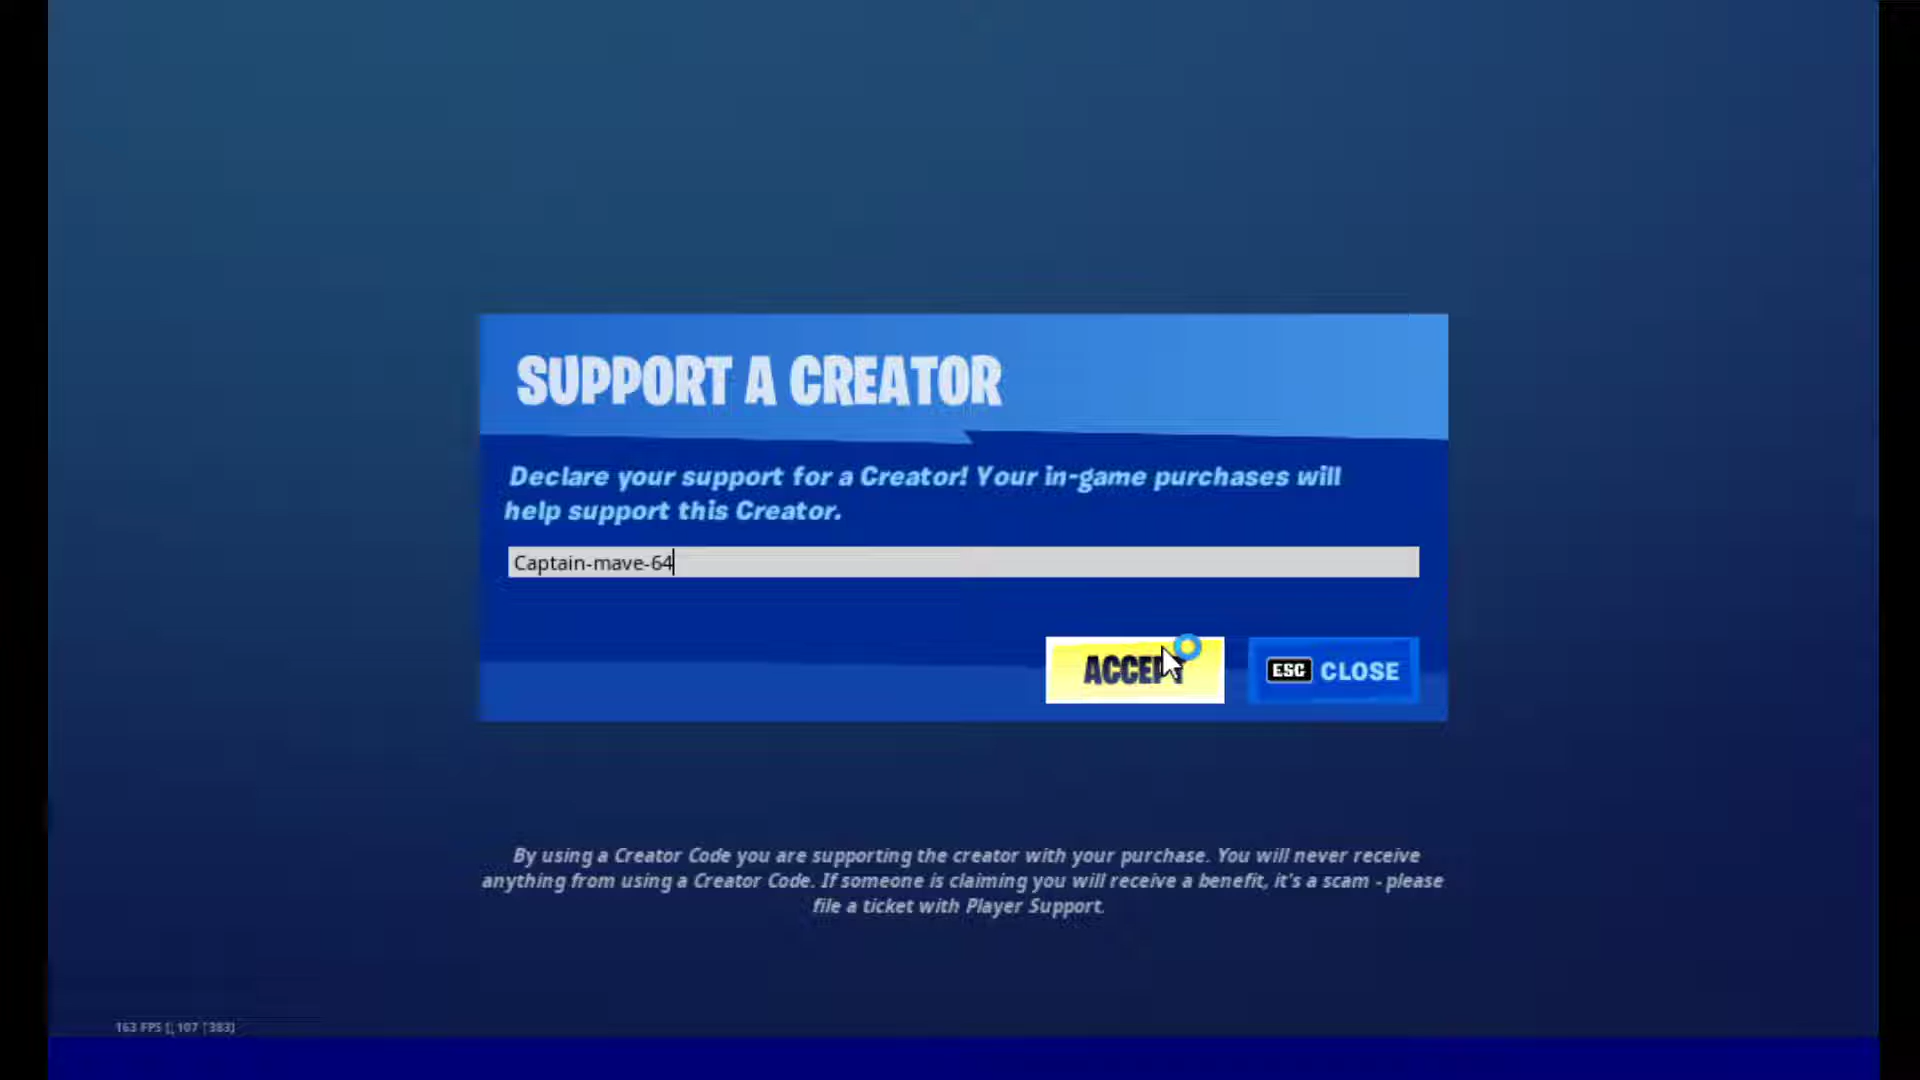 SUPPORT A CREATOR
Declare your support for a Creator! Your in-game purchases will
help support this Creator.
Captain-mave-64
ACCEPT
ESC CLOSE
By using a Creator Code you are supporting the creator with your purchase. You will never receive
anything from using a Creator Code. If someone is claiming you will receive a benefit, it's a scam - please
file a ticket with Player Support.
163 FPS